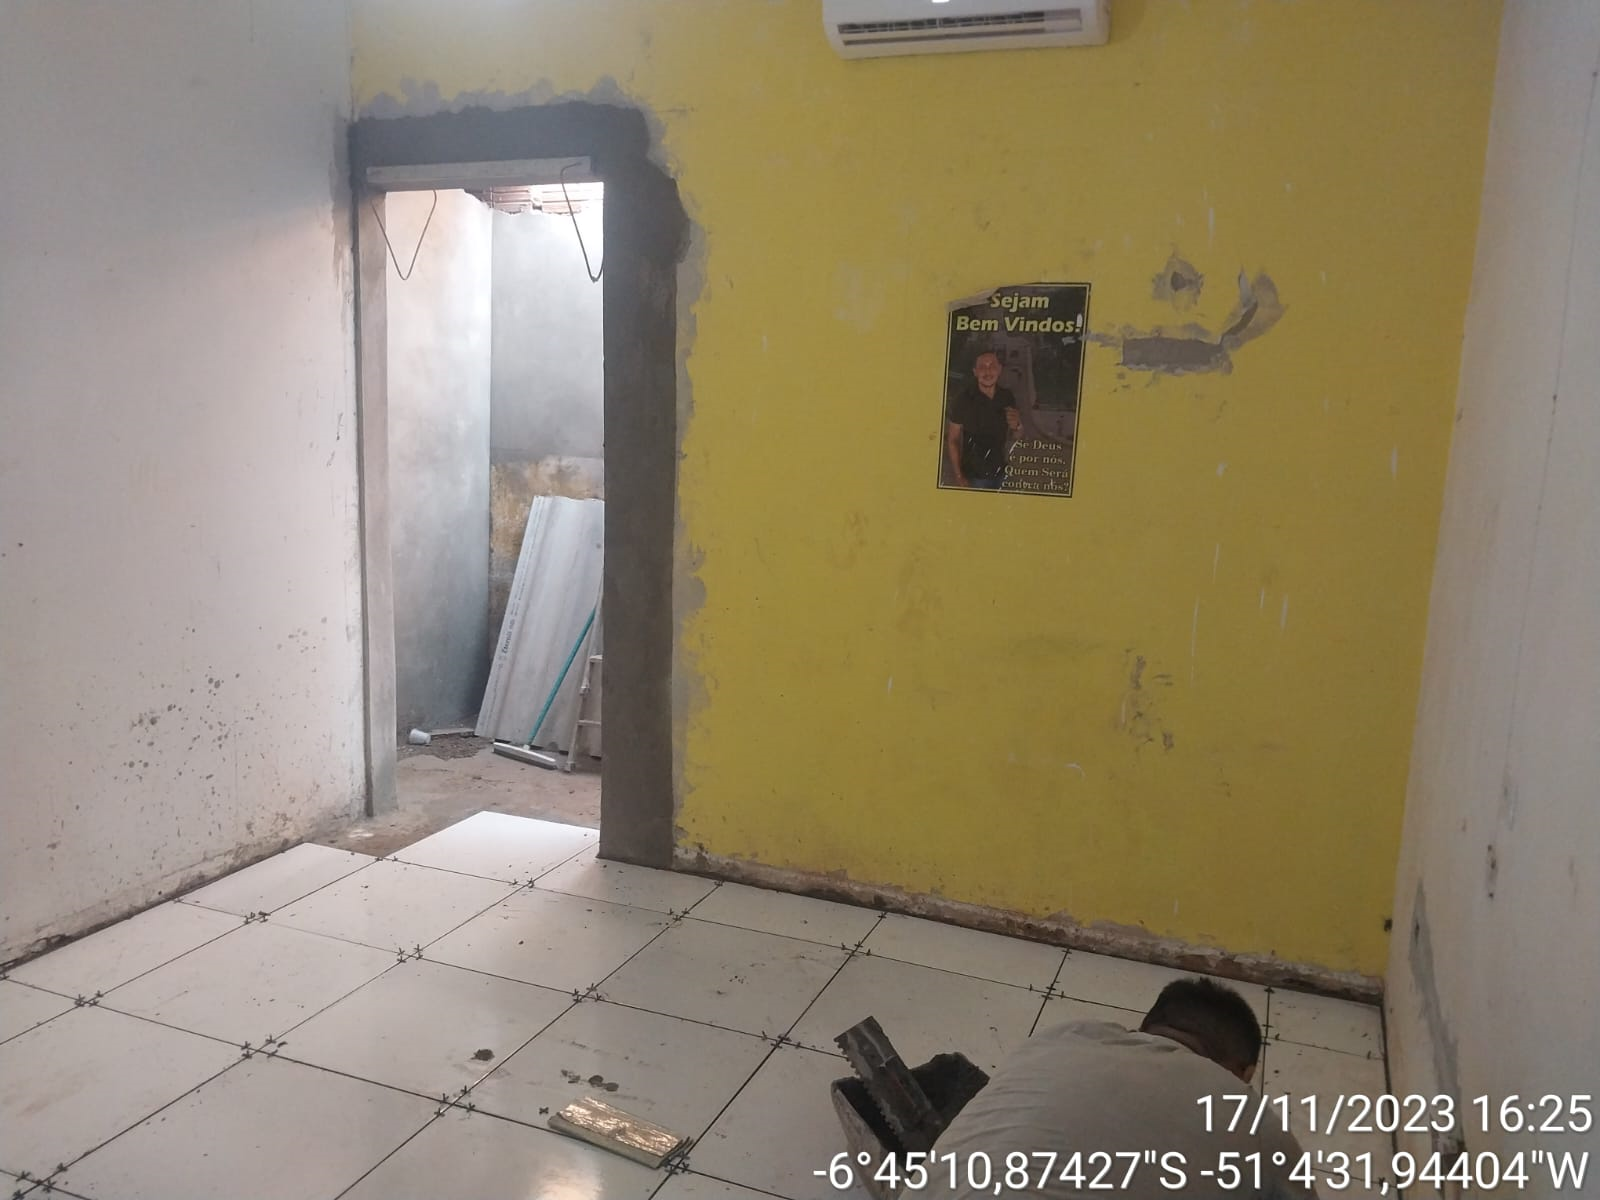 Sejam
Bem Vindos!
Se Deus
é por nós,
Quem Será
contra nós?
Eternit
17/11/2023 16:25
-6°45'10,87427"S -51°4'31,94404"W